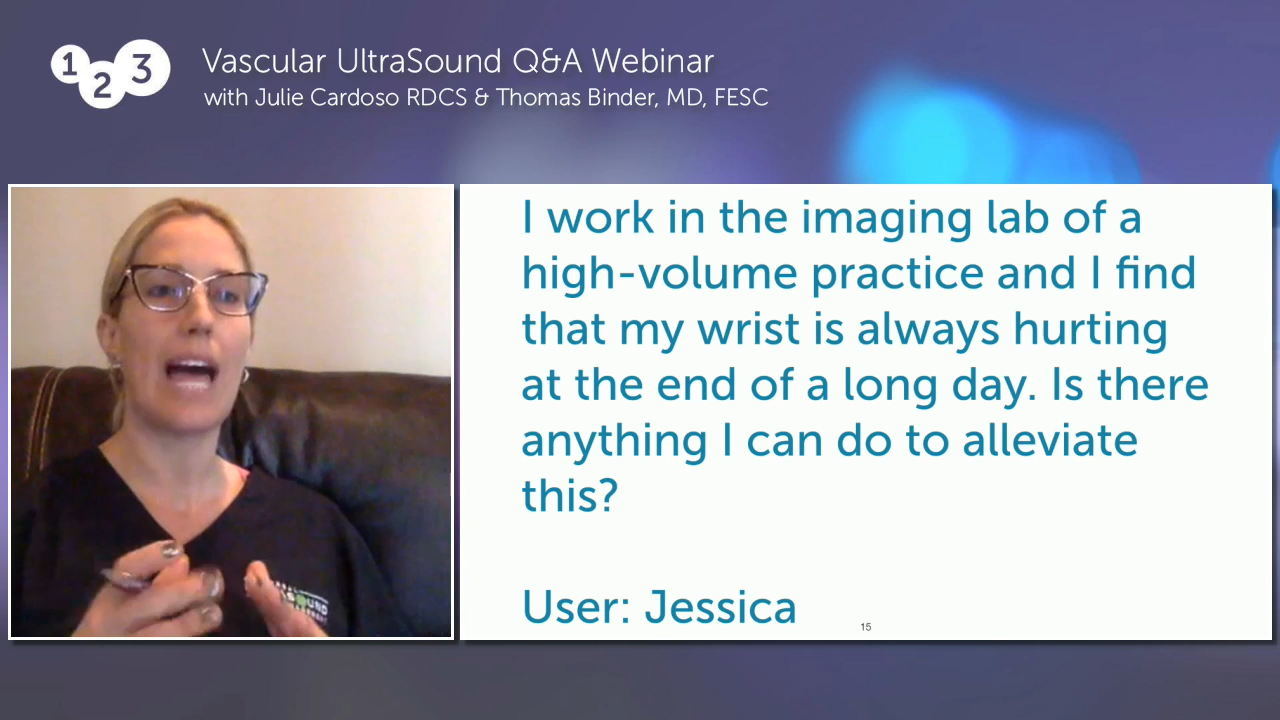 1 2 3
Vascular UltraSound Q&A Webinar
with Julie Cardoso RDCS & Thomas Binder, MD, FESC
I work in the imaging lab of a
high-volume practice and I find
that my wrist is always hurting
at the end of a long day. Is there
anything I can do to alleviate
this?
User: Jessica
15